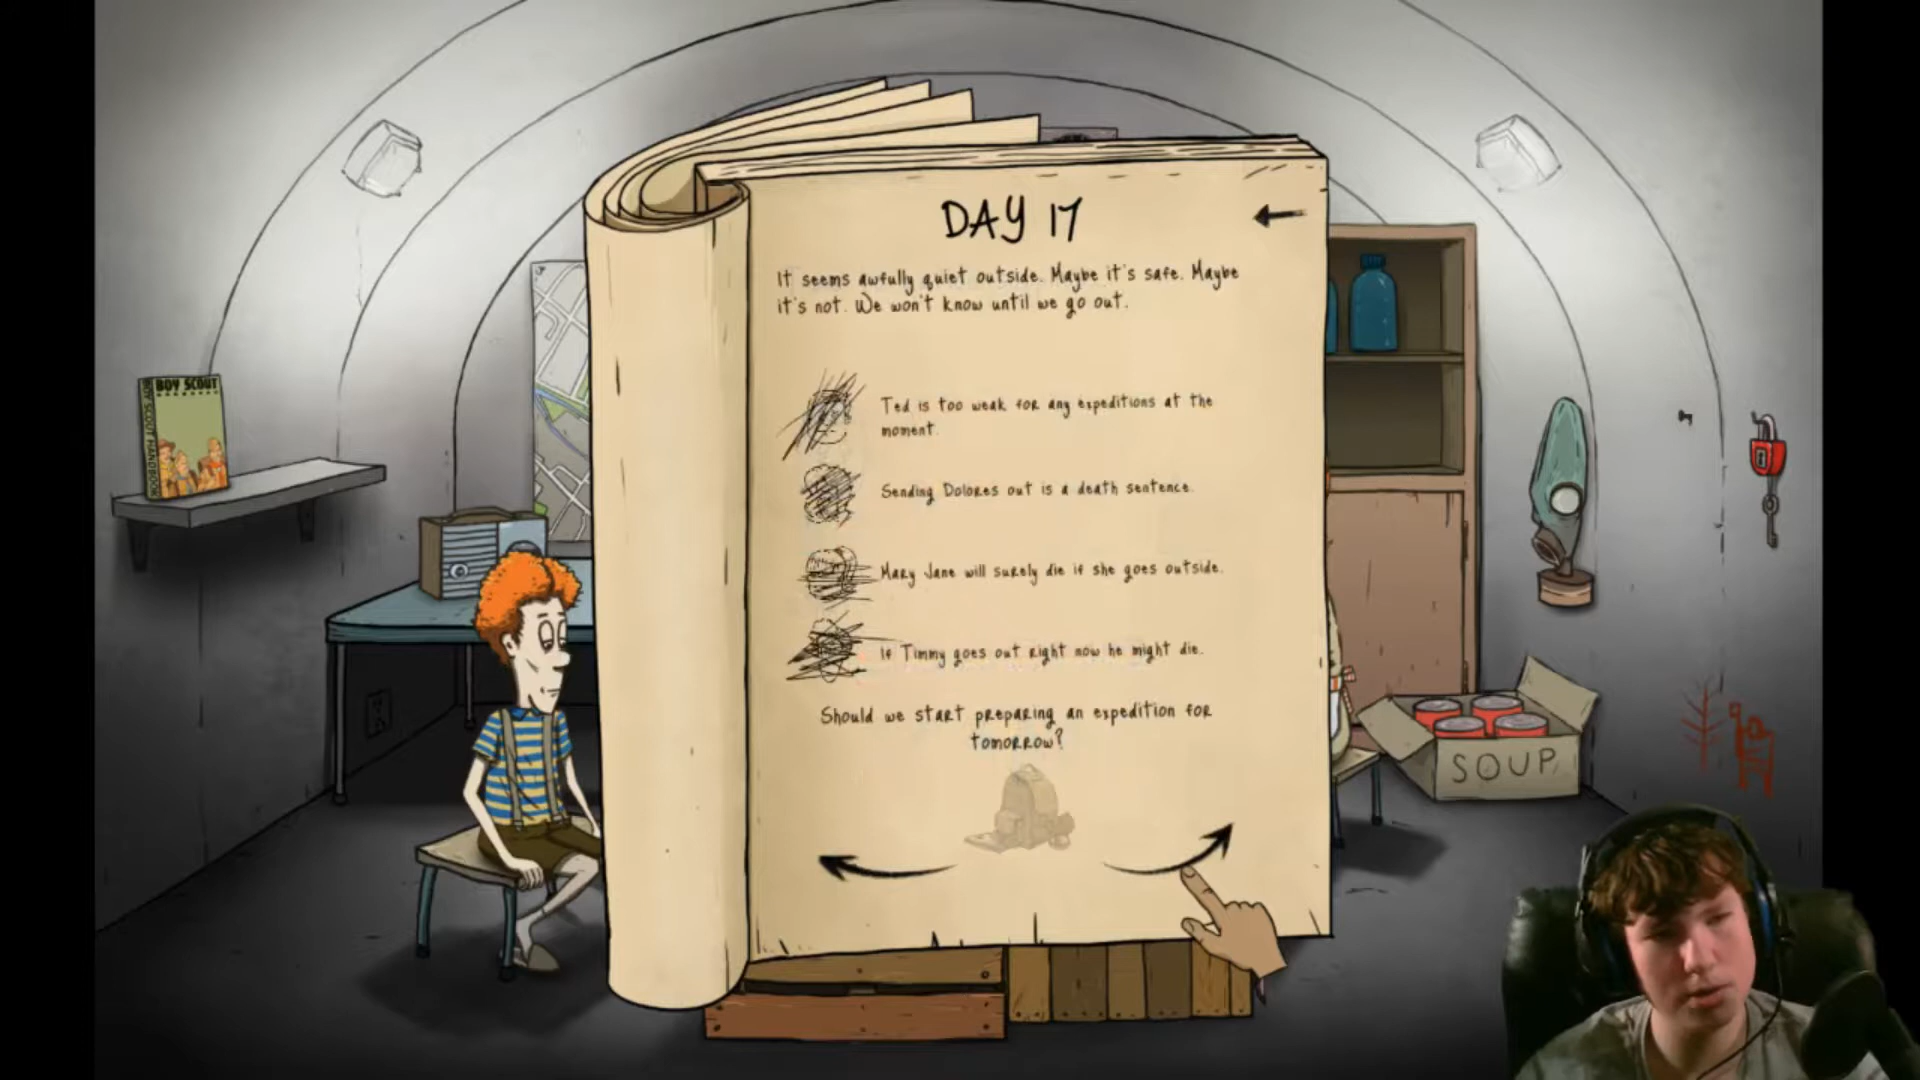 DAY 17
It seems awfully quiet outside. Maybe it's safe. Maybe
it's not. We won't know until we go out.
Ted is too weak for any expeditions at the
moment.
Sending Dolores out is a death sentence.
Mary Jane will surely die if she goes outside.
If Timmy goes out right now he might die.
Should we start preparing an expedition for
tomorrow?
BOY SCOUT
BOY SCOUT HANDBOOK
SOUP